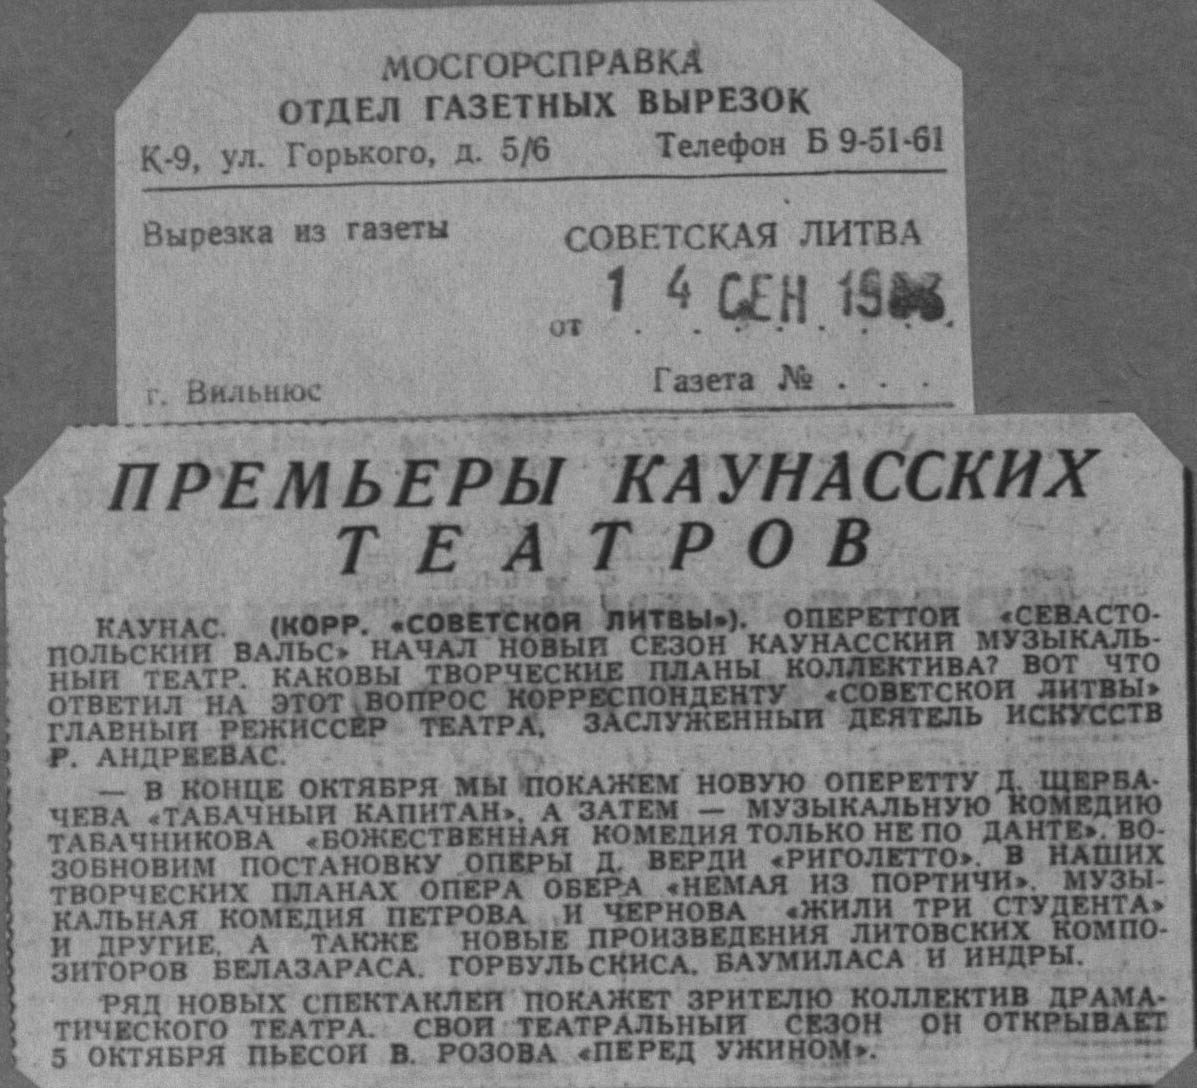 МОСГОРСПРАВКА
ОТДЕЛ ГАЗЕТНЫХ ВЫРЕЗОК
К-9, ул. Горького, д. 5/6 Телефон Б 9-51-61
Вырезка из газеты
СОВЕТСКАЯ ЛИТВА
от 14 СЕН
г. Вильнюс Газета № . . .
ПРЕМЬЕРЫ КАУНАССКИХ
ТЕАТРОВ
КАУНАС. (КОРР. «СОВЕТСКОЙ ЛИТВЫ»). ОПЕРЕТТОЙ «СЕВАСТО-
ПОЛЬСКИЙ ВАЛЬС» НАЧАЛ НОВЫЙ СЕЗОН КАУНАССКИЙ МУЗЫКАЛЬ-
НЫЙ ТЕАТР. КАКОВЫ ТВОРЧЕСКИЕ ПЛАНЫ КОЛЛЕКТИВА? ВОТ ЧТО
ОТВЕТИЛ НА ЭТОТ ВОПРОС КОРРЕСПОНДЕНТУ «СОВЕТСКОЙ ЛИТВЫ»
ГЛАВНЫЙ РЕЖИССЕР ТЕАТРА, ЗАСЛУЖЕННЫЙ ДЕЯТЕЛЬ ИСКУССТВ
Р. АНДРЕЕВАС.
— В КОНЦЕ ОКТЯБРЯ МЫ ПОКАЖЕМ НОВУЮ ОПЕРЕТТУ Д. ЩЕРБА-
ЧЕВА «ТАБАЧНЫЙ КАПИТАН», А ЗАТЕМ — МУЗЫКАЛЬНУЮ КОМЕДИЮ
ТАБАЧНИКОВА «БОЖЕСТВЕННАЯ КОМЕДИЯ ТОЛЬКО НЕ ПО ДАНТЕ». ВО-
ЗОБНОВИМ ПОСТАНОВКУ ОПЕРЫ Д. ВЕРДИ «РИГОЛЕТТО». В НАШИХ
ТВОРЧЕСКИХ ПЛАНАХ ОПЕРА ОБЕРА «НЕМАЯ ИЗ ПОРТИЧИ», МУЗЫ-
КАЛЬНАЯ КОМЕДИЯ ПЕТРОВА И ЧЕРНОВА «ЖИЛИ ТРИ СТУДЕНТА»
И ДРУГИЕ, А ТАКЖЕ НОВЫЕ ПРОИЗВЕДЕНИЯ ЛИТОВСКИХ КОМПО-
ЗИТОРОВ БЕЛАЗАРАСА, ГОРБУЛЬСКИСА, БАУМИЛАСА И ИНДРЫ.
РЯД НОВЫХ СПЕКТАКЛЕЙ ПОКАЖЕТ ЗРИТЕЛЮ КОЛЛЕКТИВ ДРАМА-
ТИЧЕСКОГО ТЕАТРА. СВОЙ ТЕАТРАЛЬНЫЙ СЕЗОН ОН ОТКРЫВАЕТ
5 ОКТЯБРЯ ПЬЕСОЙ В. РОЗОВА «ПЕРЕД УЖИНОМ».